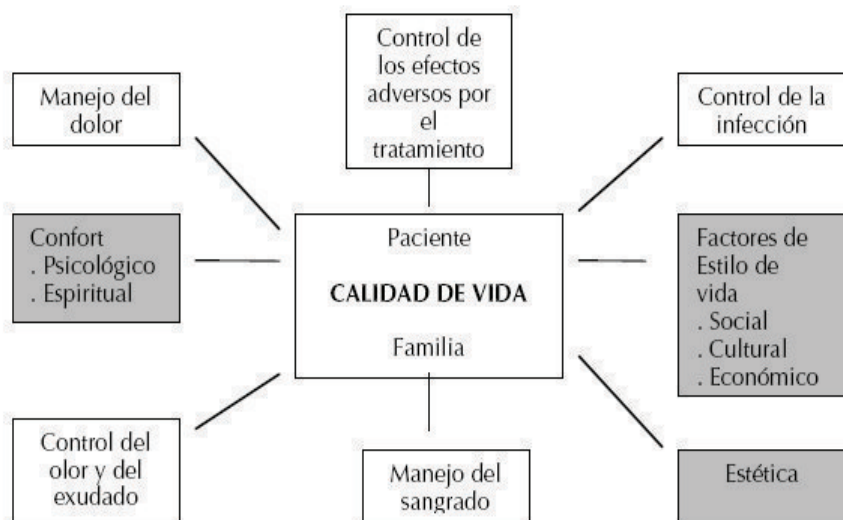 Control de
los efectos
adversos por
el
tratamiento
Manejo del
dolor
Control de la
infección
Confort
. Psicológico
. Espiritual
Paciente
CALIDAD DE VIDA
Familia
Factores de
Estilo de
vida
. Social
. Cultural
. Económico
Control del
olor y del
exudado
Manejo del
sangrado
Estética